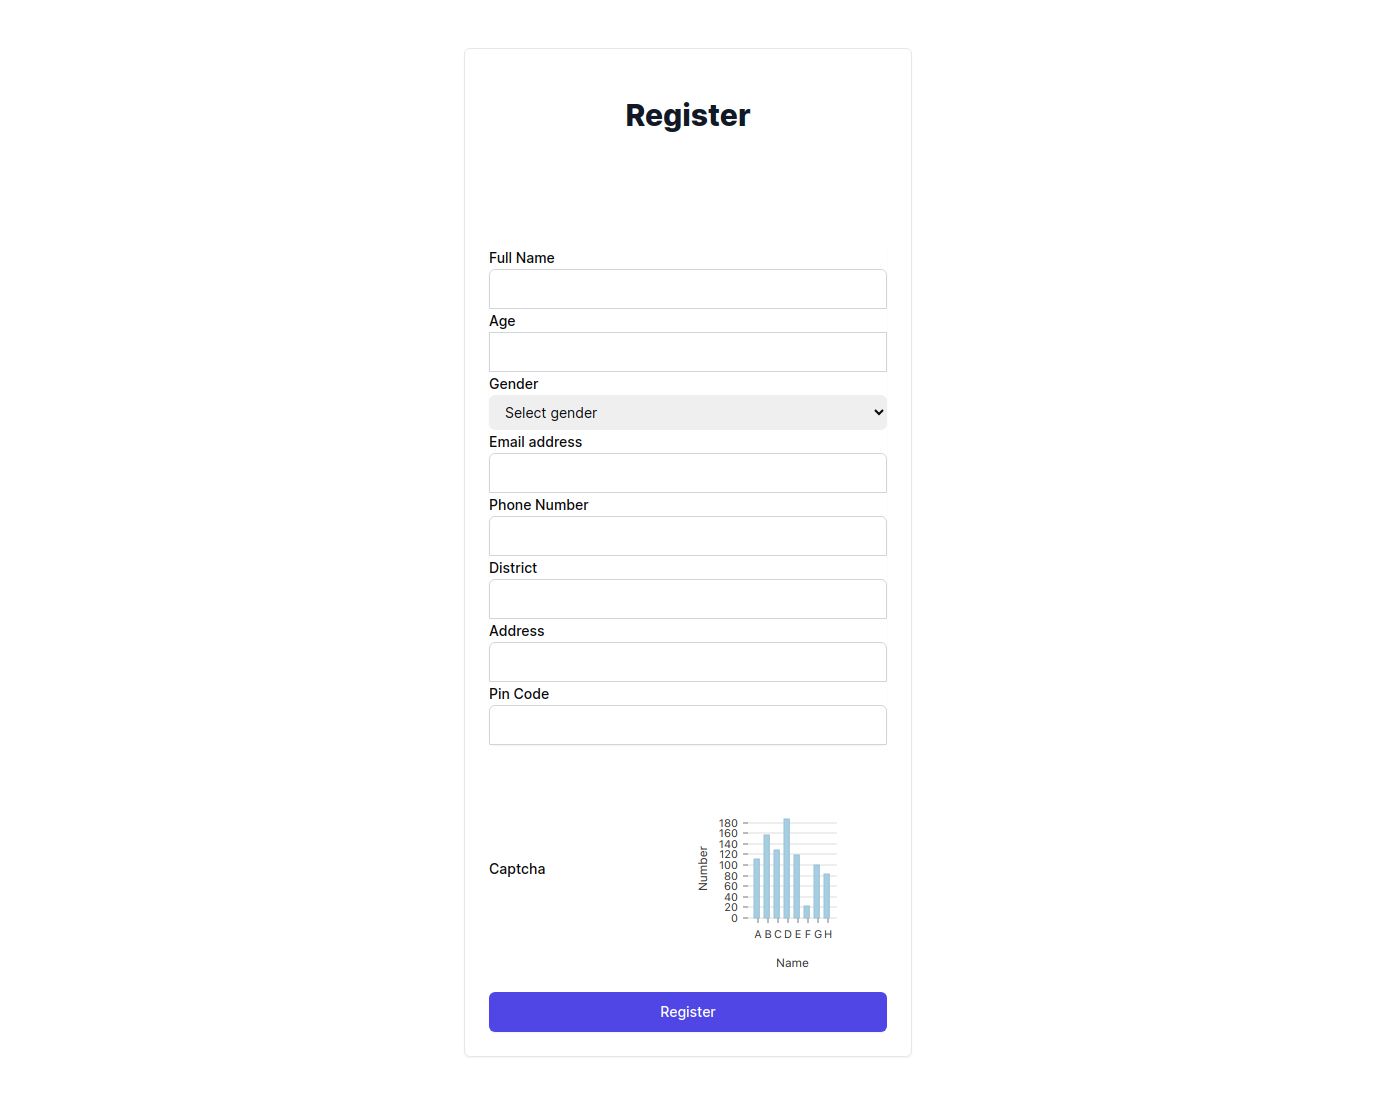 Register
Full Name
Age
Gender
Select gender
Email address
Phone Number
District
Address
Pin Code
Captcha
Number
180
160
140
120
100
80
60
40
20
0
A B C D E F G H
Name
Register